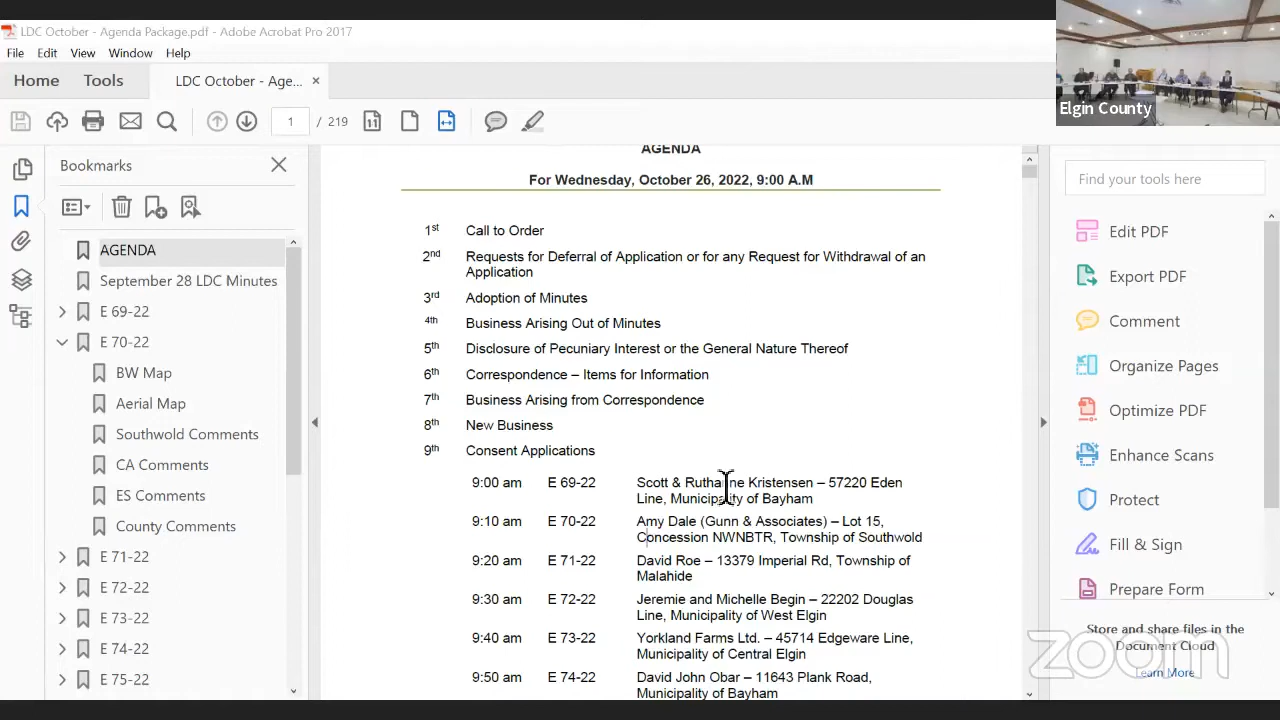 LDC October - Agenda Package.pdf - Adobe Acrobat Pro 2017
File Edit View Window Help
Home Tools LDC October - Age... ×
1 / 219
Elgin County
Bookmarks
AGENDA
September 28 LDC Minutes
E 69-22
E 70-22
BW Map
Aerial Map
Southwold Comments
CA Comments
ES Comments
County Comments
E 71-22
E 72-22
E 73-22
E 74-22
E 75-22
AGENDA
For Wednesday, October 26, 2022, 9:00 A.M
1st Call to Order
2nd Requests for Deferral of Application or for any Request for Withdrawal of an
Application
3rd Adoption of Minutes
4th Business Arising Out of Minutes
5th Disclosure of Pecuniary Interest or the General Nature Thereof
6th Correspondence – Items for Information
7th Business Arising from Correspondence
8th New Business
9th Consent Applications
9:00 am E 69-22 Scott & Ruthanne Kristensen – 57220 Eden
Line, Municipality of Bayham
9:10 am E 70-22 Amy Dale (Gunn & Associates) – Lot 15,
Concession NWNBTR, Township of Southwold
9:20 am E 71-22 David Roe – 13379 Imperial Rd, Township of
Malahide
9:30 am E 72-22 Jeremie and Michelle Begin – 22202 Douglas
Line, Municipality of West Elgin
9:40 am E 73-22 Yorkland Farms Ltd. – 45714 Edgeware Line,
Municipality of Central Elgin
9:50 am E 74-22 David John Obar – 11643 Plank Road,
Municipality of Bayham
Find your tools here
Edit PDF
Export PDF
Comment
Organize Pages
Optimize PDF
Enhance Scans
Protect
Fill & Sign
Prepare Form
Store and share files in the
Document Cloud
Learn More
zoom